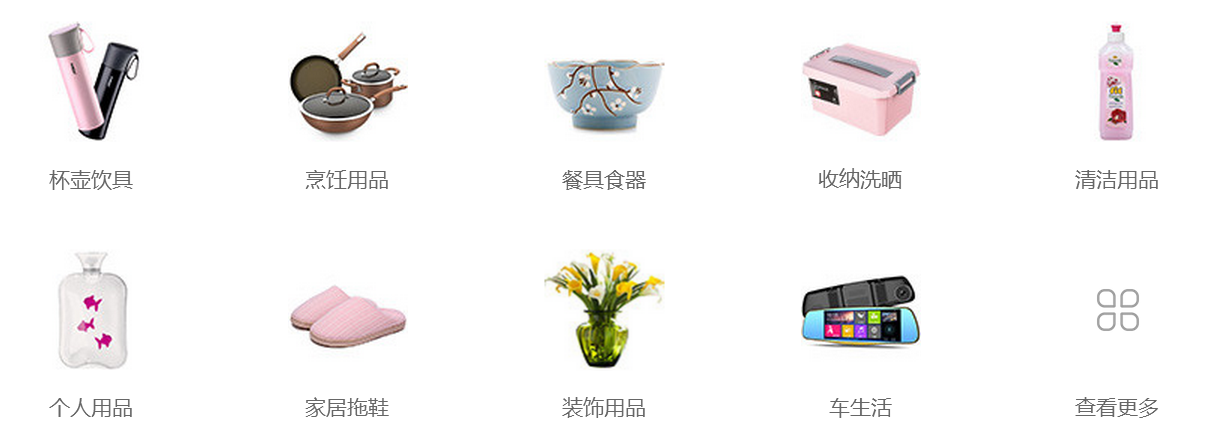 杯壶饮具
烹饪用品
餐具食器
收纳洗晒
清洁用品
个人用品
家居拖鞋
装饰用品
车生活
查看更多